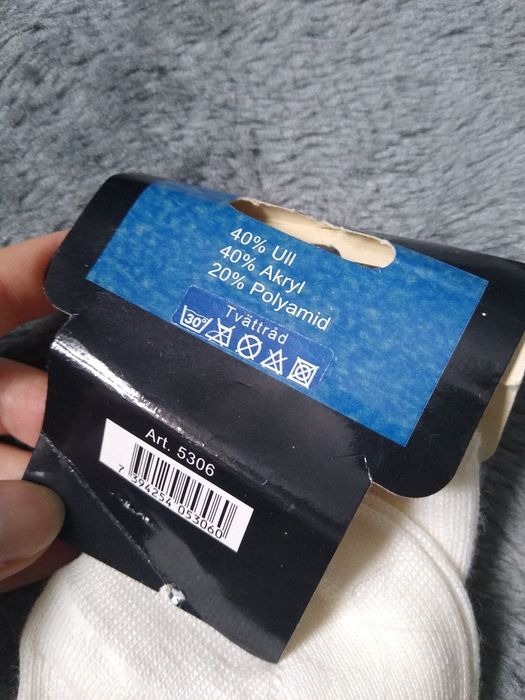 40% Ull
40% Akryl
20% Polyamid
Tvättråd
30°
Art. 5306
7 394254 053060